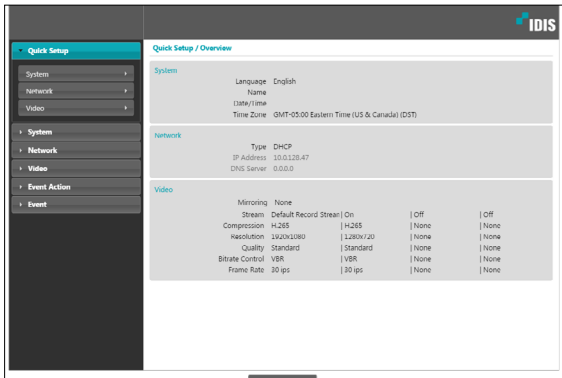 IDIS
Quick Setup
System
Network
Video
System
Network
Video
Event Action
Event
Quick Setup / Overview
System
Language English
Name
Date/Time
Time Zone GMT-05:00 Eastern Time (US & Canada) (DST)
Network
Type DHCP
IP Address 10.0.128.47
DNS Server 0.0.0.0
Video
Mirroring None
Stream Default Record Strean | On | Off | Off
Compression H.265 | H.265 | None | None
Resolution 1920x1080 | 1280x720 | None | None
Quality Standard | Standard | None | None
Bitrate Control VBR | VBR | None | None
Frame Rate 30 ips | 30 ips | None | None